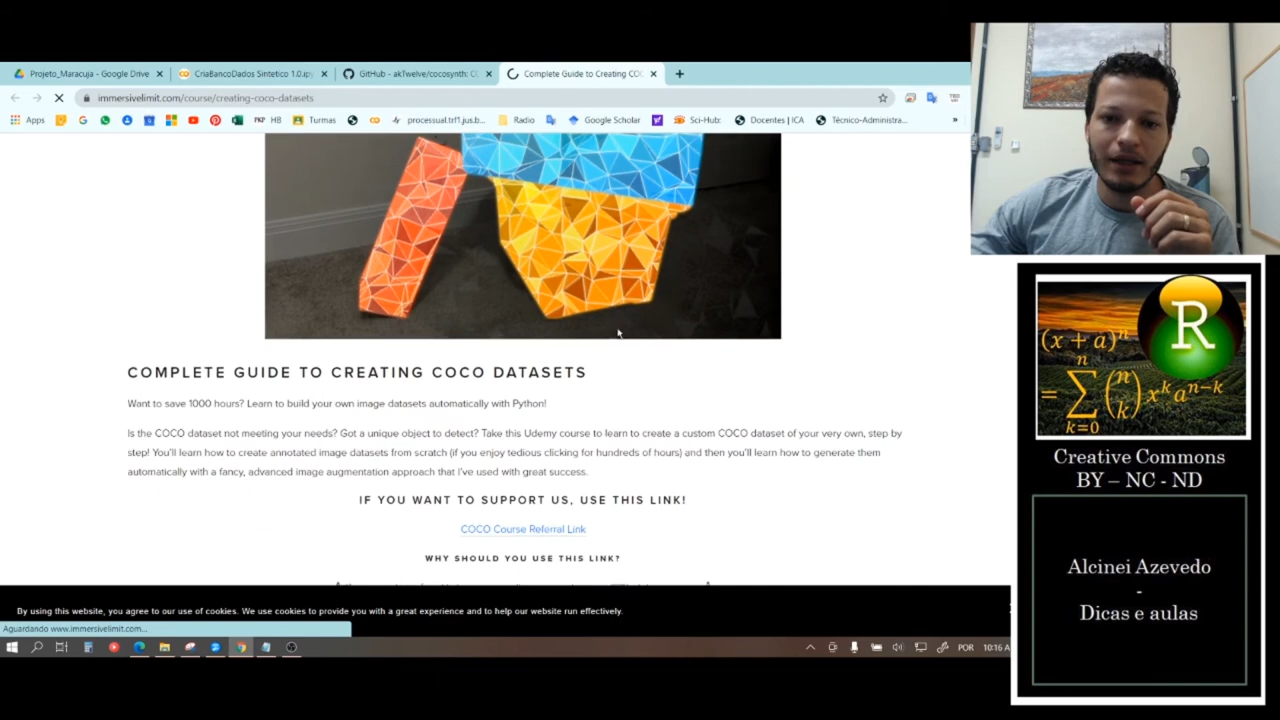 Projeto_Maracuja - Google Drive
CriaBancoDados Sintetico 1.0.ipy
GitHub - akTwelve/cocosynth: CO
Complete Guide to Creating COC
immersivelimit.com/course/creating-coco-datasets
Apps
PKP HB
Turmas
processual.trf1.jus.b...
Radio
Google Scholar
Sci-Hub:
Docentes | ICA
Técnico-Administra...
»
COMPLETE GUIDE TO CREATING COCO DATASETS
Want to save 1000 hours? Learn to build your own image datasets automatically with Python!
Is the COCO dataset not meeting your needs? Got a unique object to detect? Take this Udemy course to learn to create a custom COCO dataset of your very own, step by
step! You'll learn how to create annotated image datasets from scratch (if you enjoy tedious clicking for hundreds of hours) and then you'll learn how to generate them
automatically with a fancy, advanced image augmentation approach that I've used with great success.
IF YOU WANT TO SUPPORT US, USE THIS LINK!
COCO Course Referral Link
WHY SHOULD YOU USE THIS LINK?
By using this website, you agree to our use of cookies. We use cookies to provide you with a great experience and to help our website run effectively.
Aguardando www.immersivelimit.com...
POR
10:16 A
R
(x + a)^n
= ∑_{k=0}^{n} (n k) x^k a^{n-k}
Creative Commons
BY – NC - ND
Alcinei Azevedo
-
Dicas e aulas